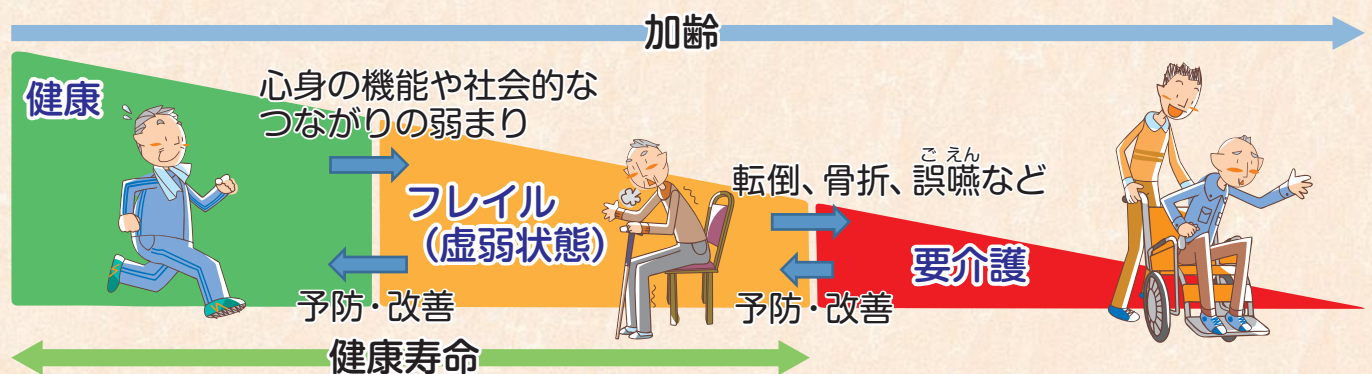 加齢
健康
心身の機能や社会的な
つながりの弱まり
フレイル
（虚弱状態）
予防・改善
転倒、骨折、誤嚥など
ごえん
要介護
予防・改善
健康寿命